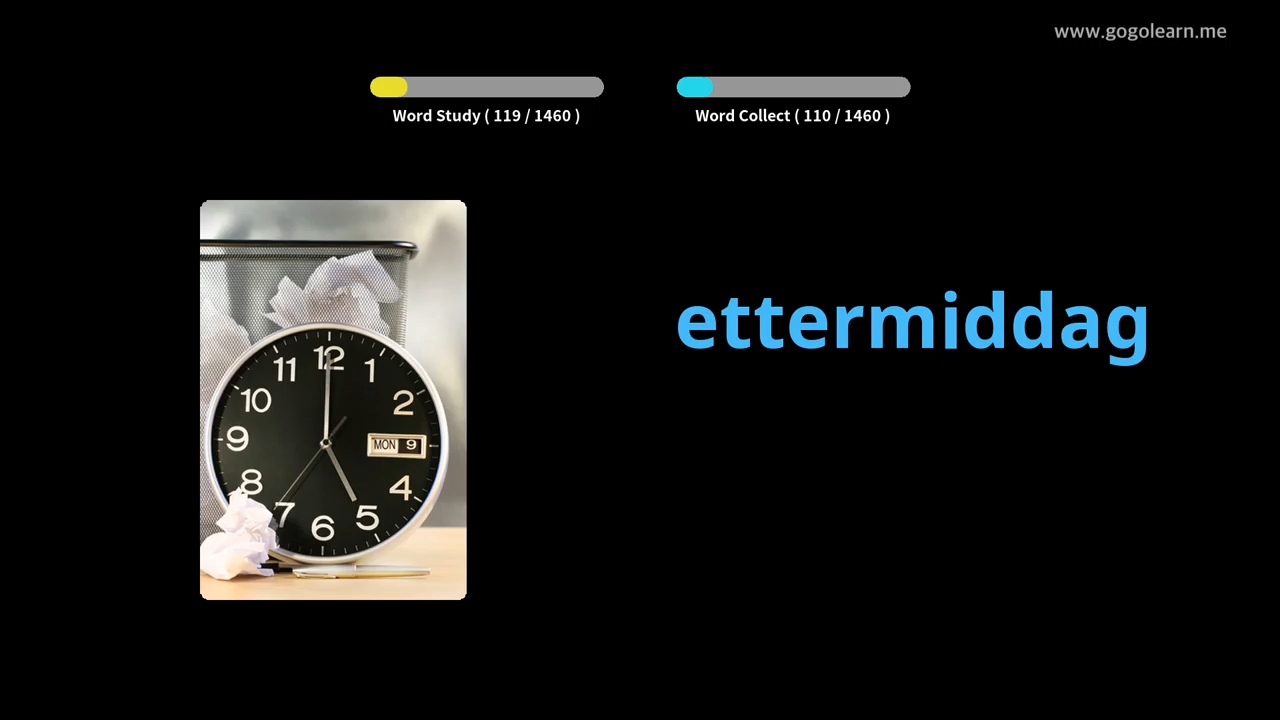 www.gogolearn.me
Word Study ( 119 / 1460 )
Word Collect ( 110 / 1460 )
ettermiddag
12
11
1
10
2
9
MON 9
8
4
7
5
6